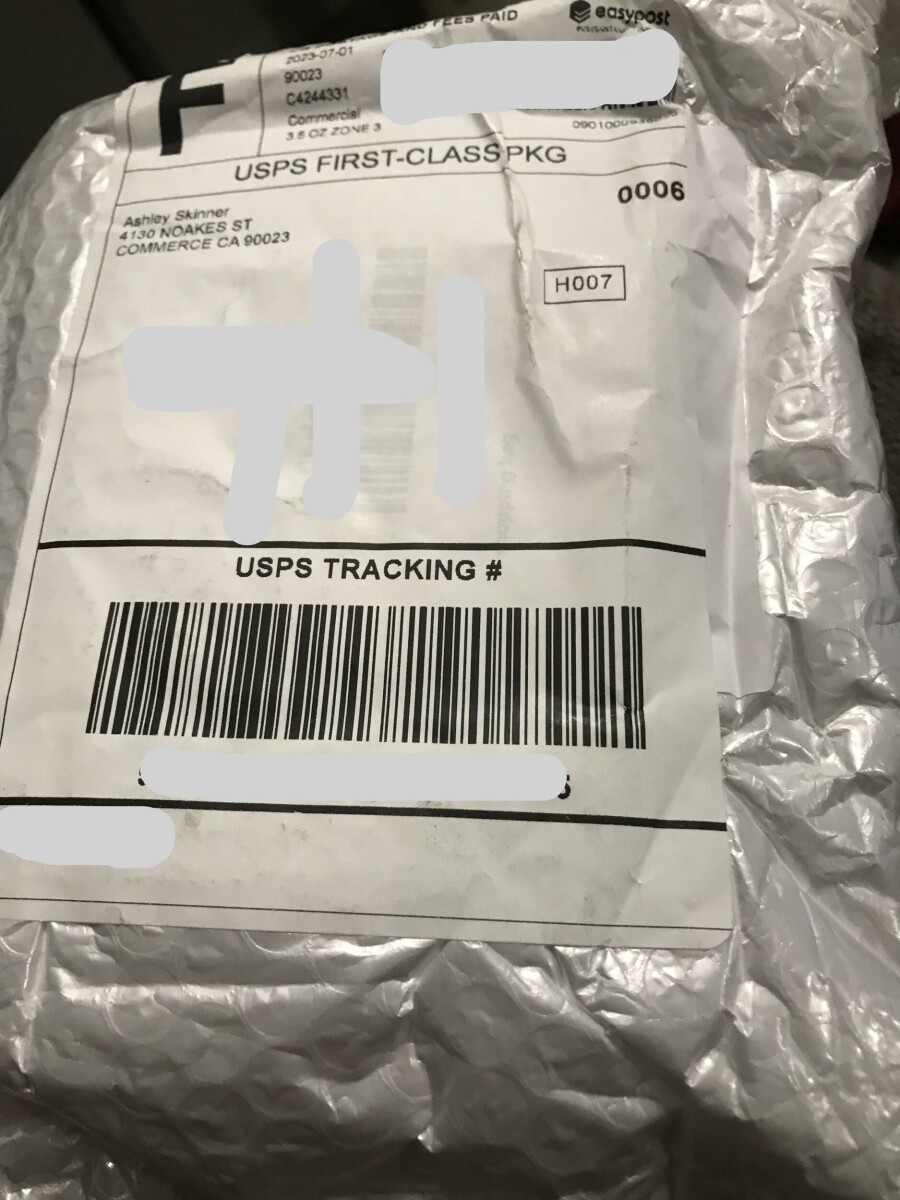 F
AND FEES PAID
easypost
2023-07-01
90023
C4244331
Commercial
3.5 OZ ZONE 3
USPS FIRST-CLASS PKG
0006
Ashley Skinner
4130 NOAKES ST
COMMERCE CA 90023
H007
USPS TRACKING #